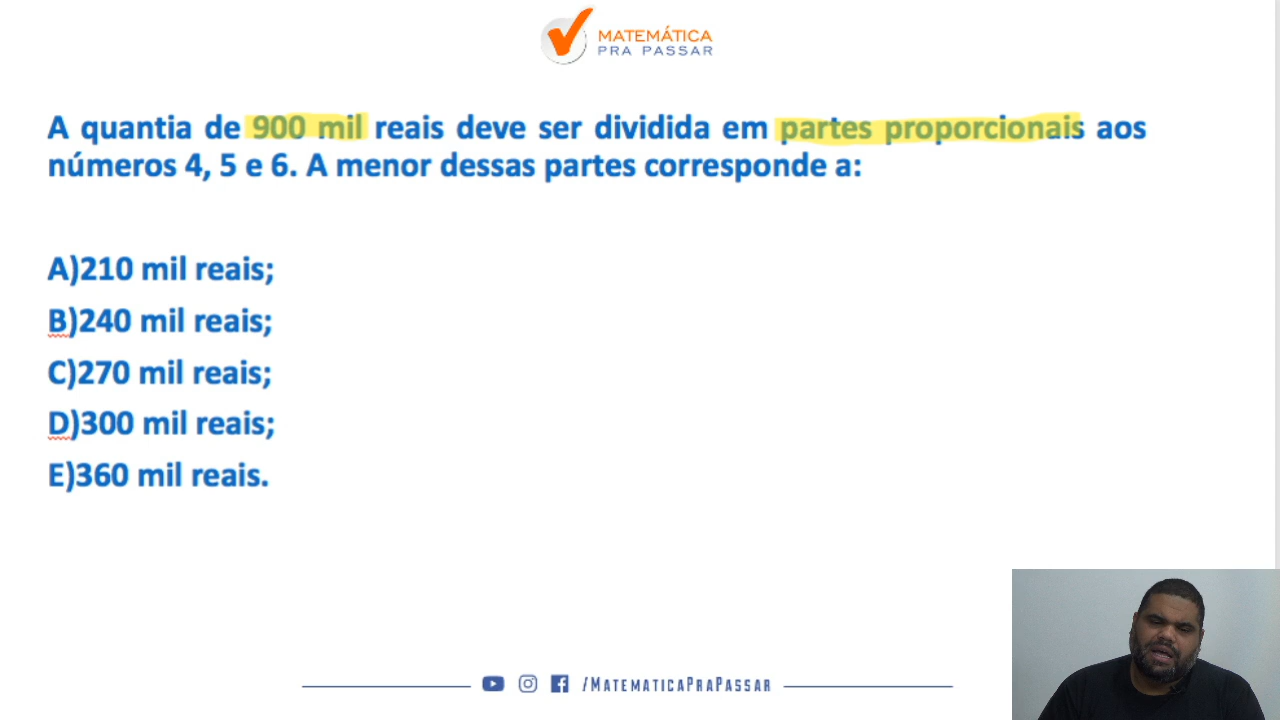 MATEMÁTICA
PRA PASSAR
A quantia de 900 mil reais deve ser dividida em partes proporcionais aos
números 4, 5 e 6. A menor dessas partes corresponde a:
A)210 mil reais;
B)240 mil reais;
C)270 mil reais;
D)300 mil reais;
E)360 mil reais.
/MATEMATICAPRAPASSAR